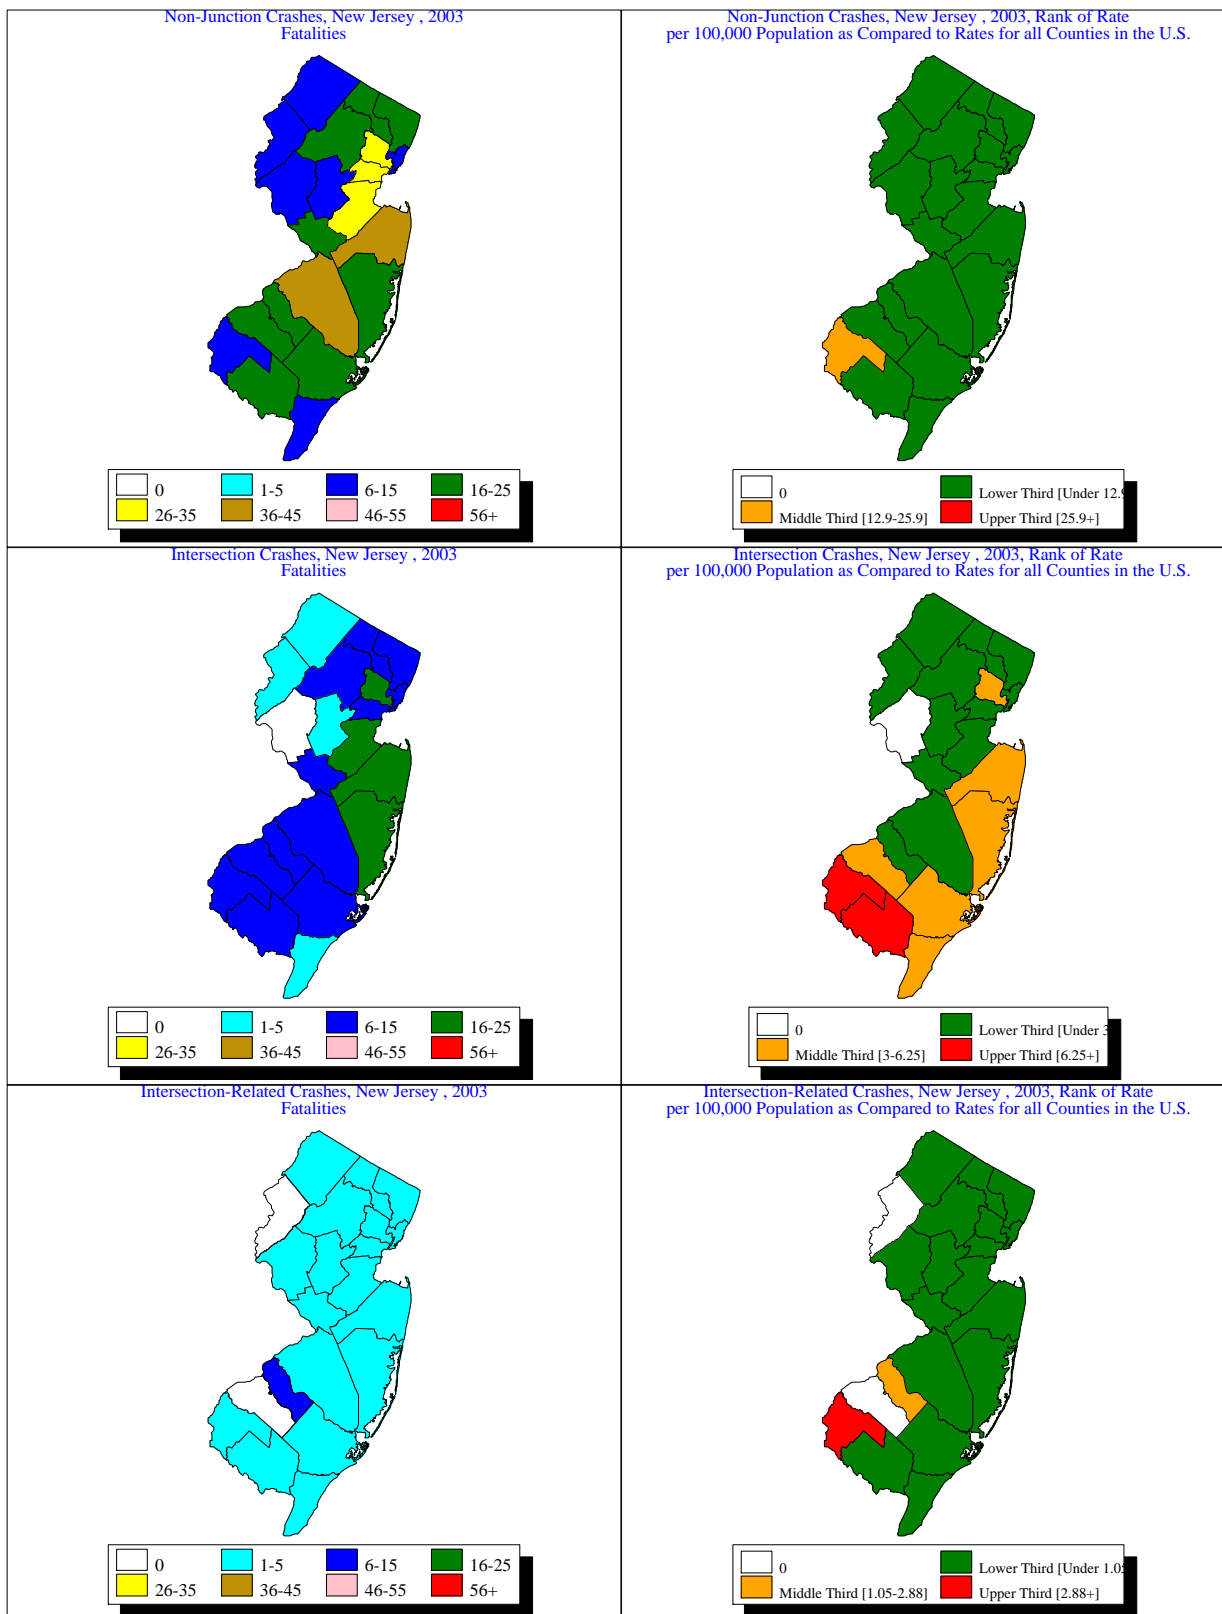 Non-Junction Crashes, New Jersey , 2003
Fatalities
0
1-5
6-15
16-25
26-35
36-45
46-55
56+
Non-Junction Crashes, New Jersey , 2003, Rank of Rate
per 100,000 Population as Compared to Rates for all Counties in the U.S.
0
Lower Third [Under 12.9
Middle Third [12.9-25.9]
Upper Third [25.9+]
Intersection Crashes, New Jersey , 2003
Fatalities
0
1-5
6-15
16-25
26-35
36-45
46-55
56+
Intersection Crashes, New Jersey , 2003, Rank of Rate
per 100,000 Population as Compared to Rates for all Counties in the U.S.
0
Lower Third [Under 3
Middle Third [3-6.25]
Upper Third [6.25+]
Intersection-Related Crashes, New Jersey , 2003
Fatalities
0
1-5
6-15
16-25
26-35
36-45
46-55
56+
Intersection-Related Crashes, New Jersey , 2003, Rank of Rate
per 100,000 Population as Compared to Rates for all Counties in the U.S.
0
Lower Third [Under 1.05
Middle Third [1.05-2.88]
Upper Third [2.88+]